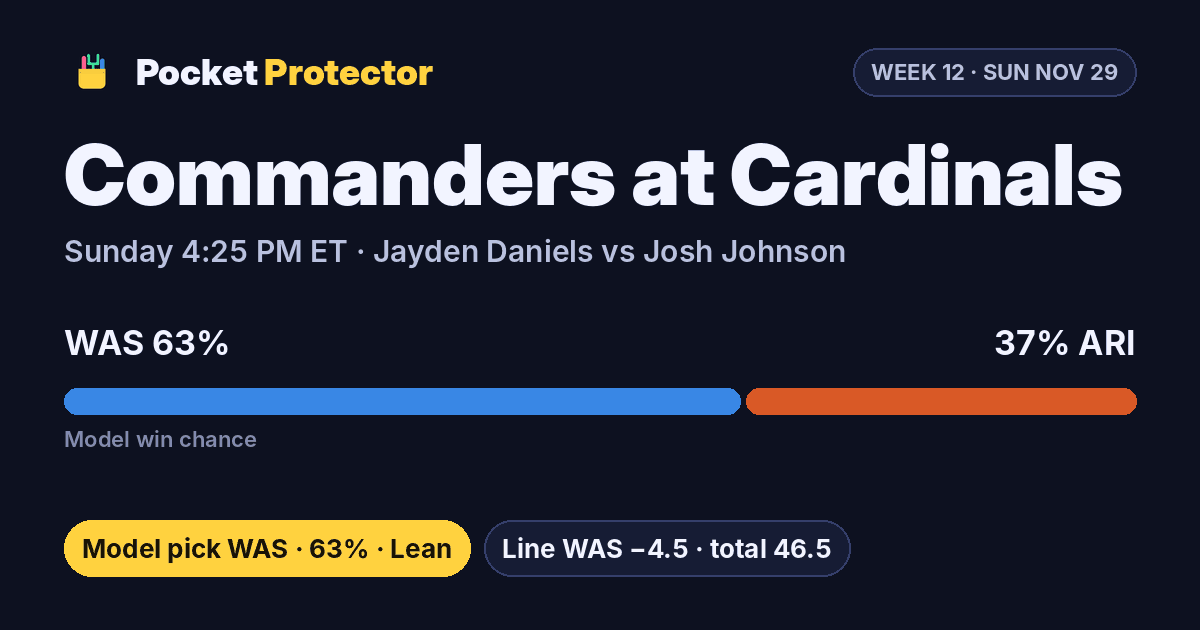 Pocket Protector
WEEK 12 · SUN NOV 29
Commanders at Cardinals
Sunday 4:25 PM ET · Jayden Daniels vs Josh Johnson
WAS 63%
37% ARI
Model win chance
Model pick WAS · 63% · Lean
Line WAS −4.5 · total 46.5